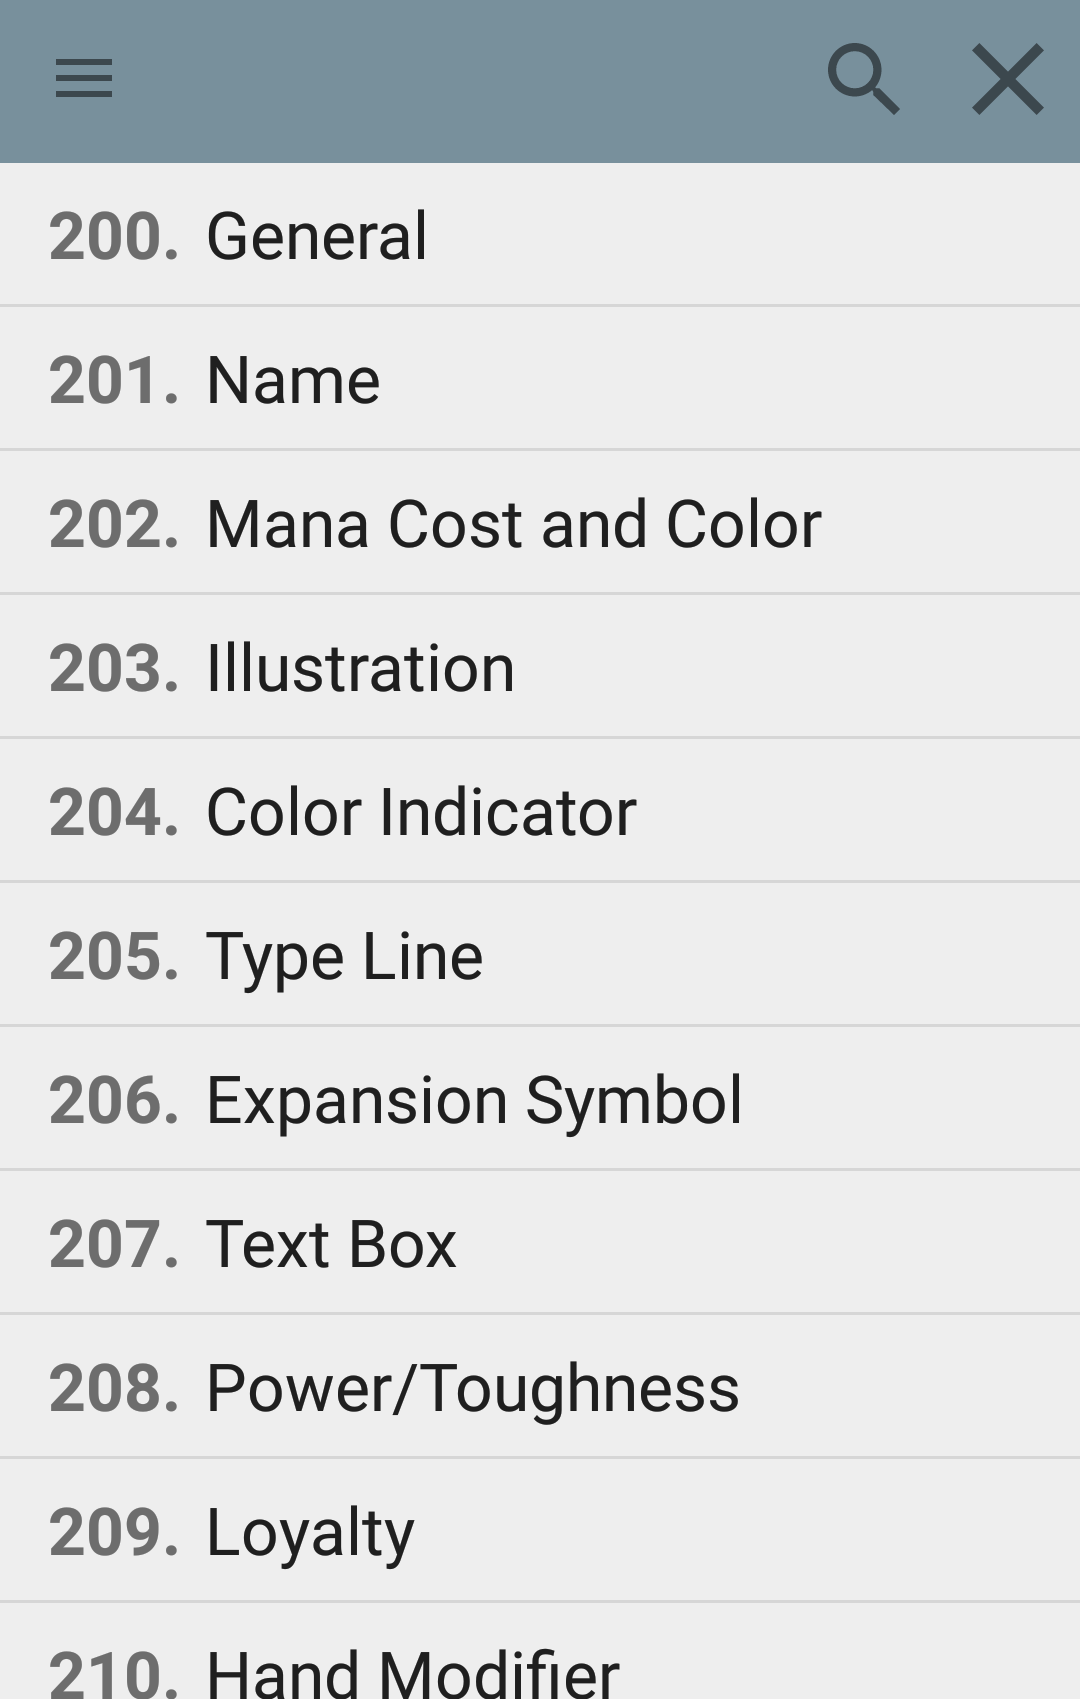 200. General
201. Name
202. Mana Cost and Color
203. Illustration
204. Color Indicator
205. Type Line
206. Expansion Symbol
207. Text Box
208. Power/Toughness
209. Loyalty
210. Hand Modifier